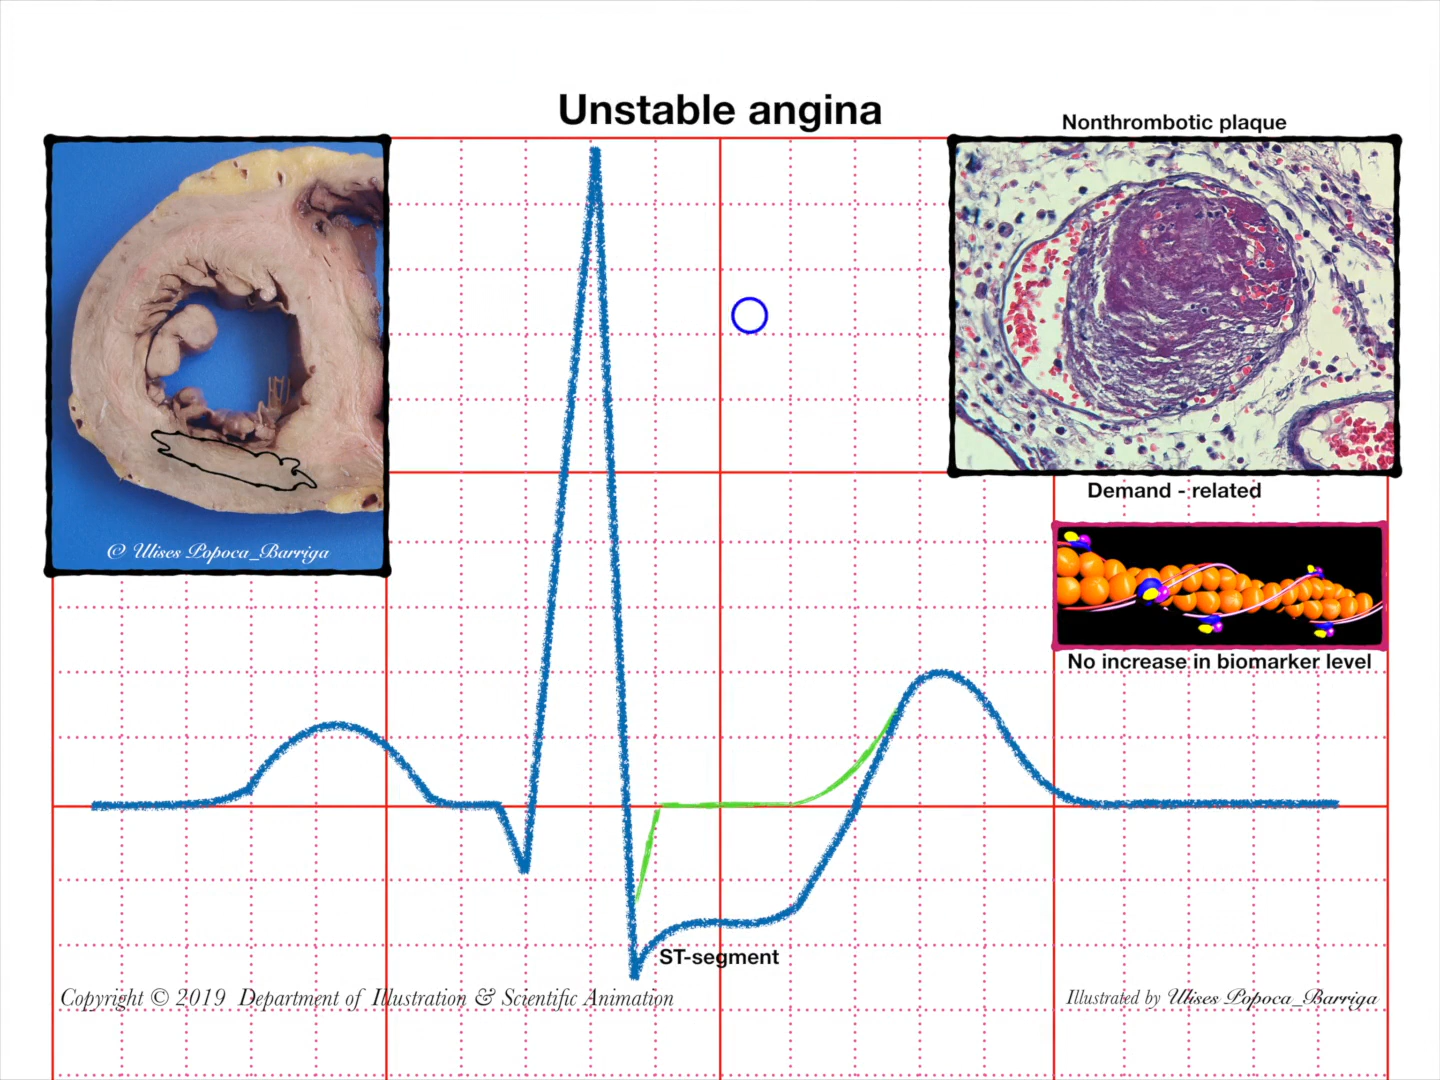 Unstable angina
Nonthrombotic plaque
© Ulises Popoca_Barriga
Demand - related
No increase in biomarker level
ST-segment
Copyright © 2019 Department of Illustration & Scientific Animation
Illustrated by Ulises Popoca_Barriga